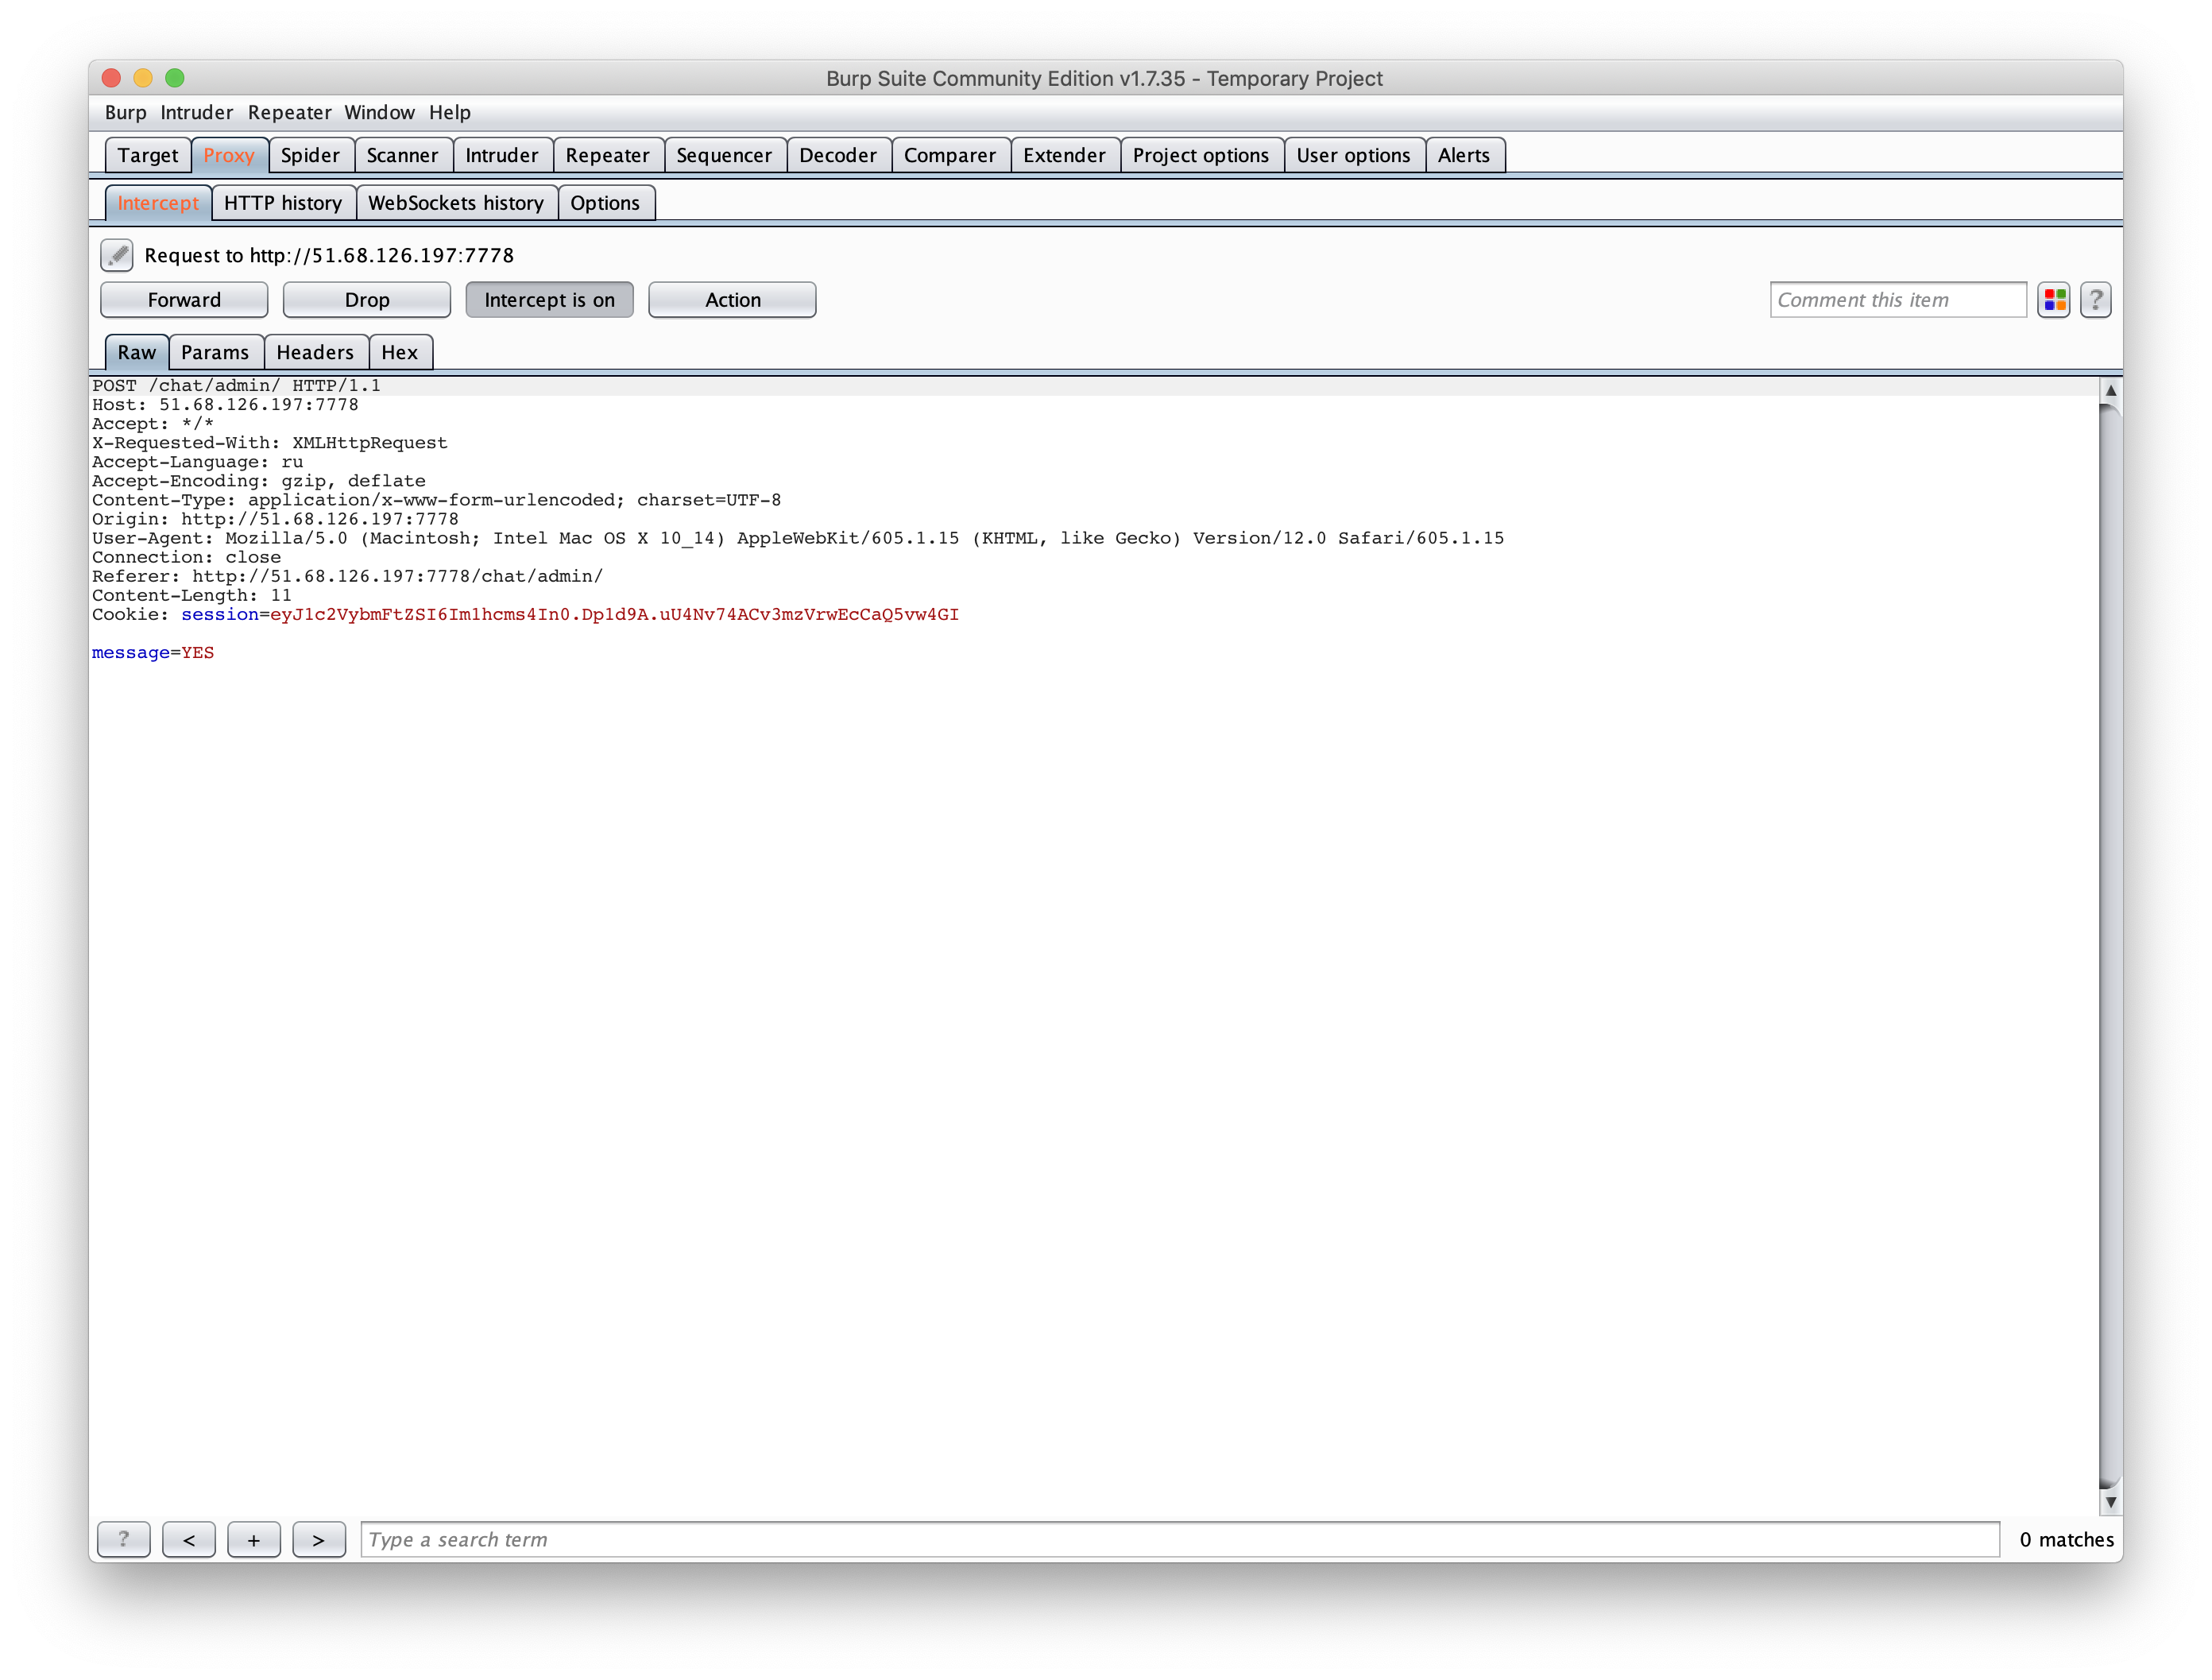 Burp Suite Community Edition v1.7.35 - Temporary Project
Burp Intruder Repeater Window Help
Target Proxy Spider Scanner Intruder Repeater Sequencer Decoder Comparer Extender Project options User options Alerts
Intercept HTTP history WebSockets history Options
Request to http://51.68.126.197:7778
Forward Drop Intercept is on Action Comment this item ?
Raw Params Headers Hex
POST /chat/admin/ HTTP/1.1
Host: 51.68.126.197:7778
Accept: */*
X-Requested-With: XMLHttpRequest
Accept-Language: ru
Accept-Encoding: gzip, deflate
Content-Type: application/x-www-form-urlencoded; charset=UTF-8
Origin: http://51.68.126.197:7778
User-Agent: Mozilla/5.0 (Macintosh; Intel Mac OS X 10_14) AppleWebKit/605.1.15 (KHTML, like Gecko) Version/12.0 Safari/605.1.15
Connection: close
Referer: http://51.68.126.197:7778/chat/admin/
Content-Length: 11
Cookie: session=eyJ1c2VybmFtZSI6Im1hcms4In0.Dp1d9A.uU4Nv74ACv3mzVrwEcCaQ5vw4GI
message=YES
? < + > Type a search term 0 matches